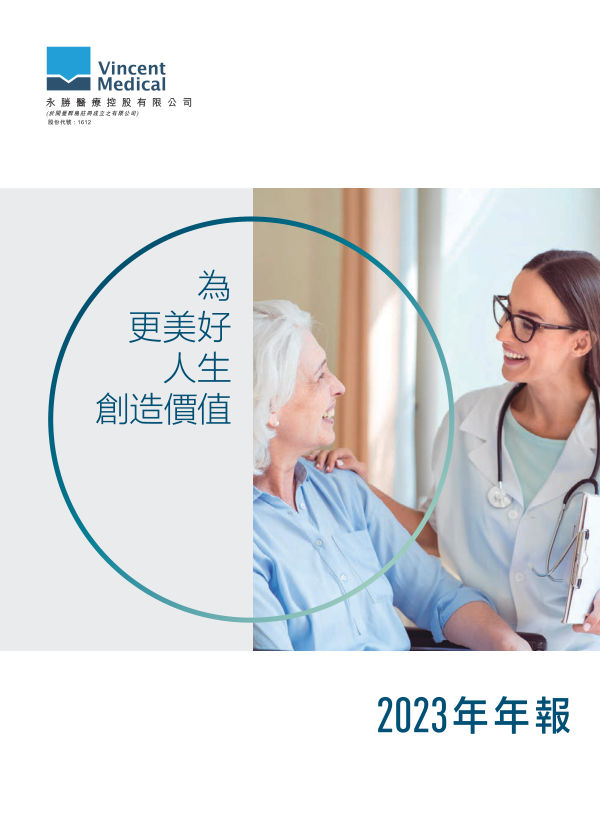 Vincent
Medical
永勝醫療控股有限公司
(於開曼群島註冊成立之有限公司)
股份代號：1612
為
更美好
人生
創造價值
2023年年報